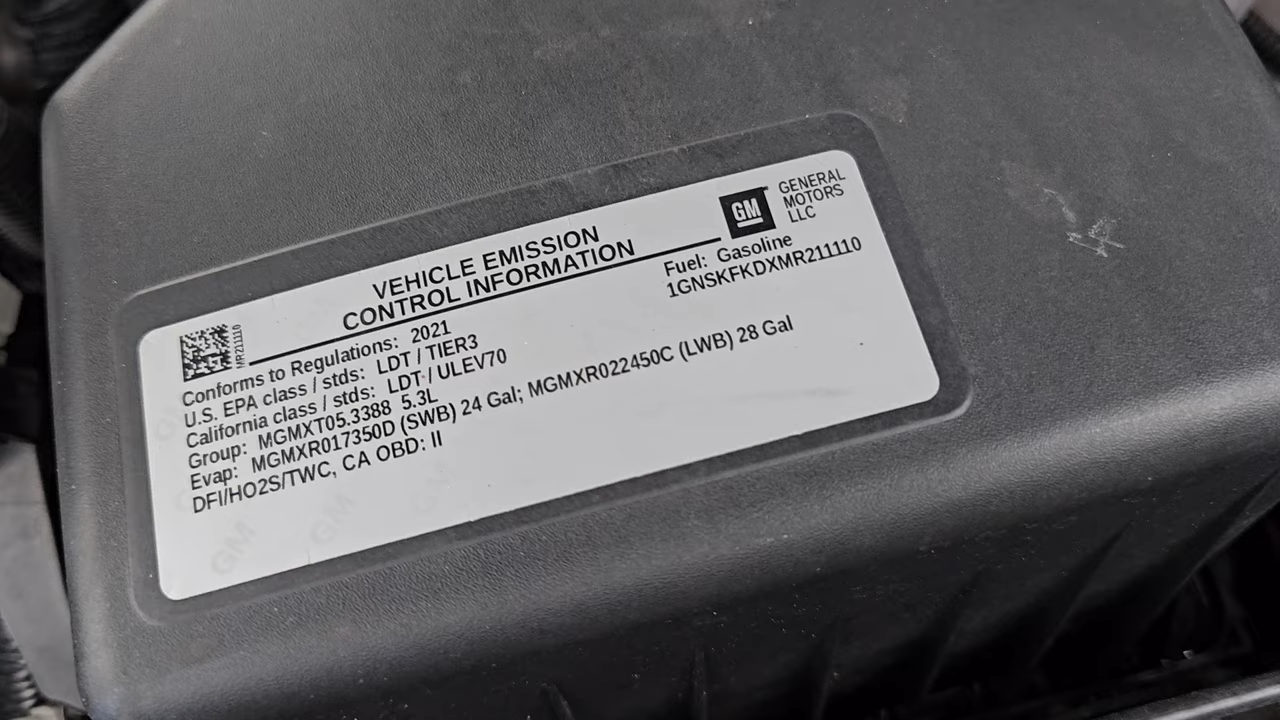 GM
GENERAL
MOTORS
LLC
VEHICLE EMISSION
CONTROL INFORMATION
Fuel: Gasoline
1GNSKFKDXMR211110
MR211110
Conforms to Regulations: 2021
U.S. EPA class / stds: LDT / TIER3
California class / stds: LDT / ULEV70
Group: MGMXT05.3388 5.3L
Evap: MGMXR017350D (SWB) 24 Gal; MGMXR022450C (LWB) 28 Gal
DFI/HO2S/TWC, CA OBD: II
GM
GM